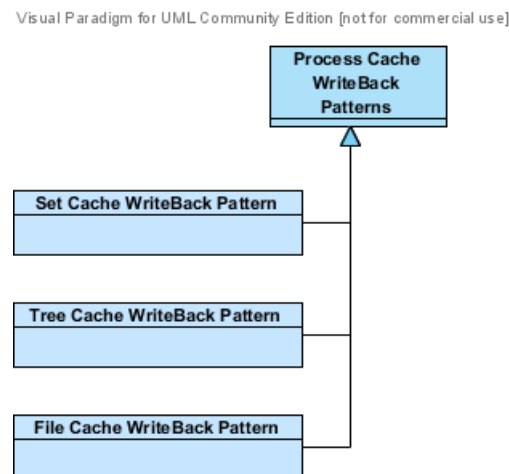 Visual Paradigm for UML Community Edition [not for commercial use]
Process Cache
WriteBack
Patterns
Set Cache WriteBack Pattern
Tree Cache WriteBack Pattern
File Cache WriteBack Pattern